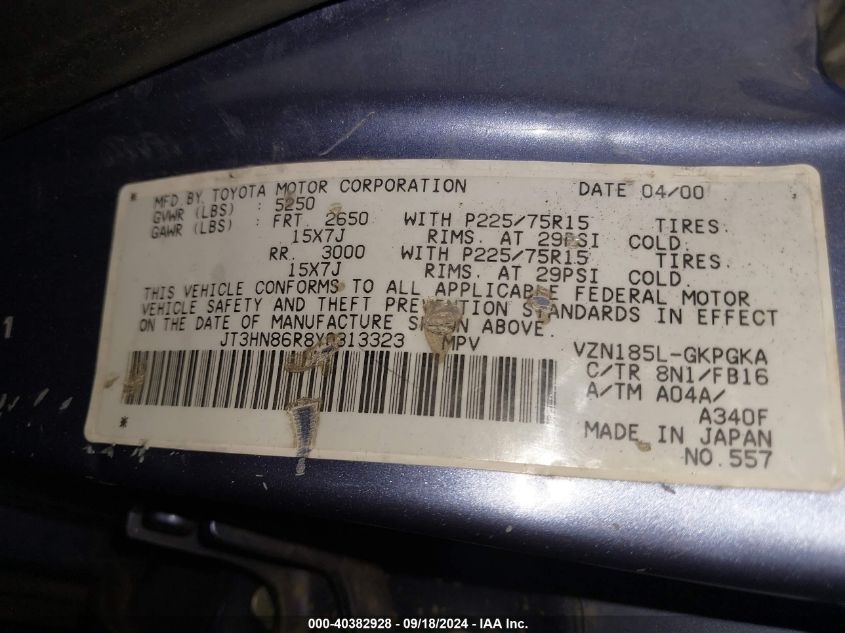 * MFD. BY. TOYOTA MOTOR CORPORATION DATE 04/00
GVWR (LBS) : 5250
GAWR (LBS) : FRT. 2650 WITH P225/75R15 TIRES.
15X7J RIMS. AT 29PSI COLD.
RR. 3000 WITH P225/75R15 TIRES.
15X7J RIMS. AT 29PSI COLD.
THIS VEHICLE CONFORMS TO ALL APPLICABLE FEDERAL MOTOR
VEHICLE SAFETY AND THEFT PREVENTION STANDARDS IN EFFECT
ON THE DATE OF MANUFACTURE SHOWN ABOVE.
JT3HN86R8Y0313323 MPV VZN185L-GKPGKA
C/TR 8N1/FB16
A/TM A04A/
A340F
* MADE IN JAPAN
NO. 557
1
000-40382928 - 09/18/2024 - IAA Inc.